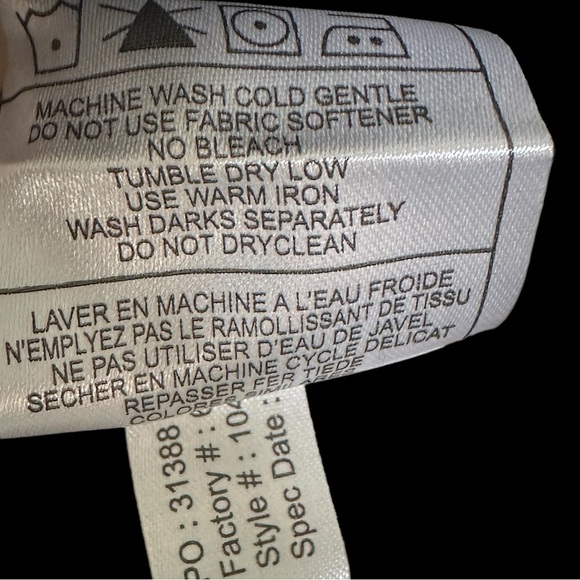 MACHINE WASH COLD GENTLE
DO NOT USE FABRIC SOFTENER
NO BLEACH
TUMBLE DRY LOW
USE WARM IRON
WASH DARKS SEPARATELY
DO NOT DRYCLEAN
LAVER EN MACHINE A L'EAU FROIDE
N'EMPLYEZ PAS LE RAMOLLISSANT DE TISSU
NE PAS UTILISER D'EAU DE JAVEL
SECHER EN MACHINE CYCLE DELICAT
REPASSER FER TIEDE
COLORES
PO : 31388
Factory # :
Style # : 104
Spec Date :